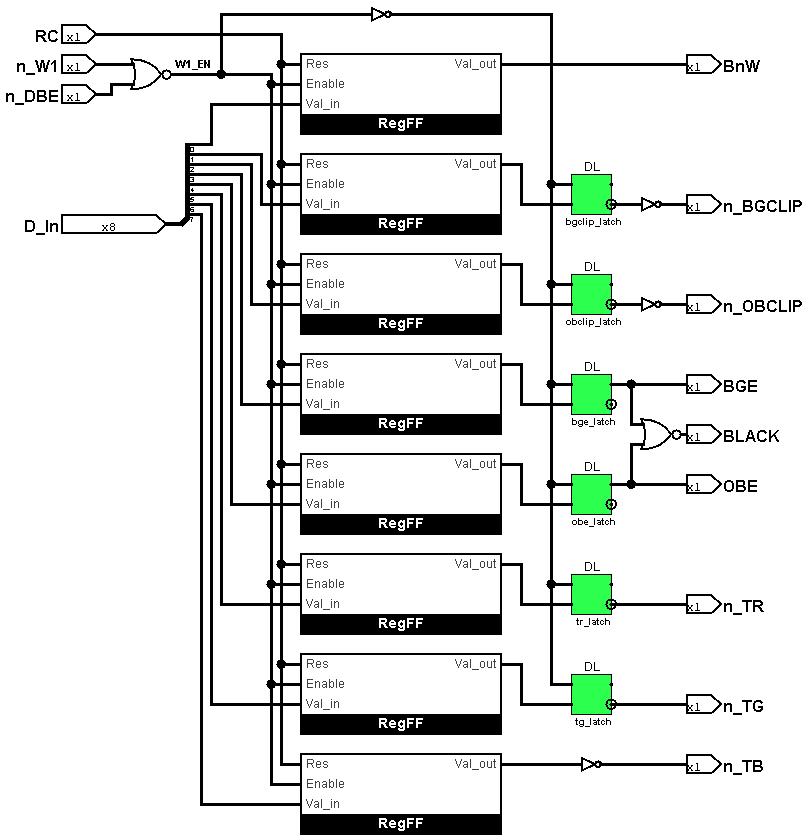 RC x1
n_W1 x1
n_DBE x1
W1_EN
D_In x8
0
1
2
3
4
5
6
7
Res Val_out
Enable
Val_in
RegFF
x1 BnW
Res Val_out
Enable
Val_in
RegFF
DL
bgclip_latch
x1 n_BGCLIP
Res Val_out
Enable
Val_in
RegFF
DL
obclip_latch
x1 n_OBCLIP
Res Val_out
Enable
Val_in
RegFF
DL
bge_latch
x1 BGE
x1 BLACK
Res Val_out
Enable
Val_in
RegFF
DL
obe_latch
x1 OBE
Res Val_out
Enable
Val_in
RegFF
DL
tr_latch
x1 n_TR
Res Val_out
Enable
Val_in
RegFF
DL
tg_latch
x1 n_TG
Res Val_out
Enable
Val_in
RegFF
x1 n_TB